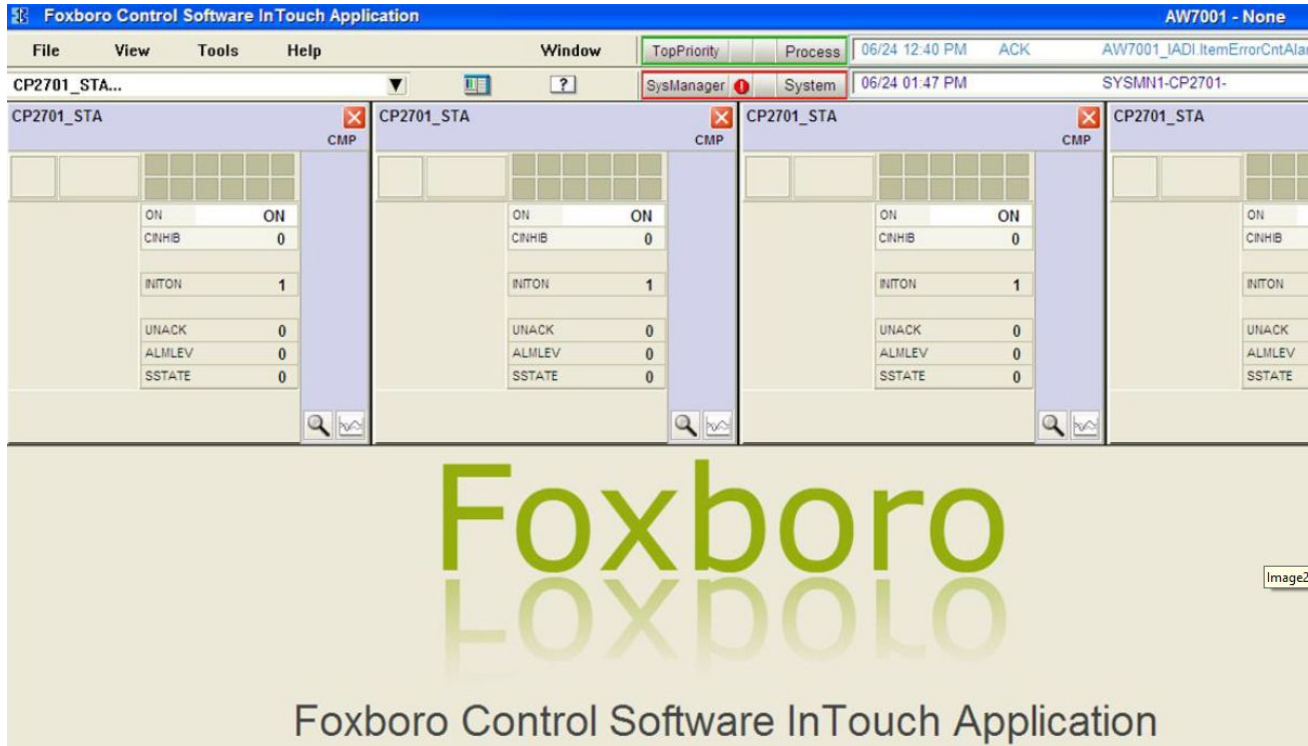 Foxboro Control Software InTouch Application AW7001 - None
File View Tools Help Window TopPriority Process 06/24 12:40 PM ACK AW7001_IADI.ItemErrorCntAlar
CP2701_STA... ? SysManager System 06/24 01:47 PM SYSMN1-CP2701-
CP2701_STA CP2701_STA CP2701_STA CP2701_STA
CMP CMP CMP
ON ON ON ON ON ON ON
CINHIB 0 CINHIB 0 CINHIB 0 CINHIB
INITON 1 INITON 1 INITON 1 INITON
UNACK 0 UNACK 0 UNACK 0 UNACK
ALMLEV 0 ALMLEV 0 ALMLEV 0 ALMLEV
SSTATE 0 SSTATE 0 SSTATE 0 SSTATE
Foxboro
Image2
Foxboro Control Software InTouch Application